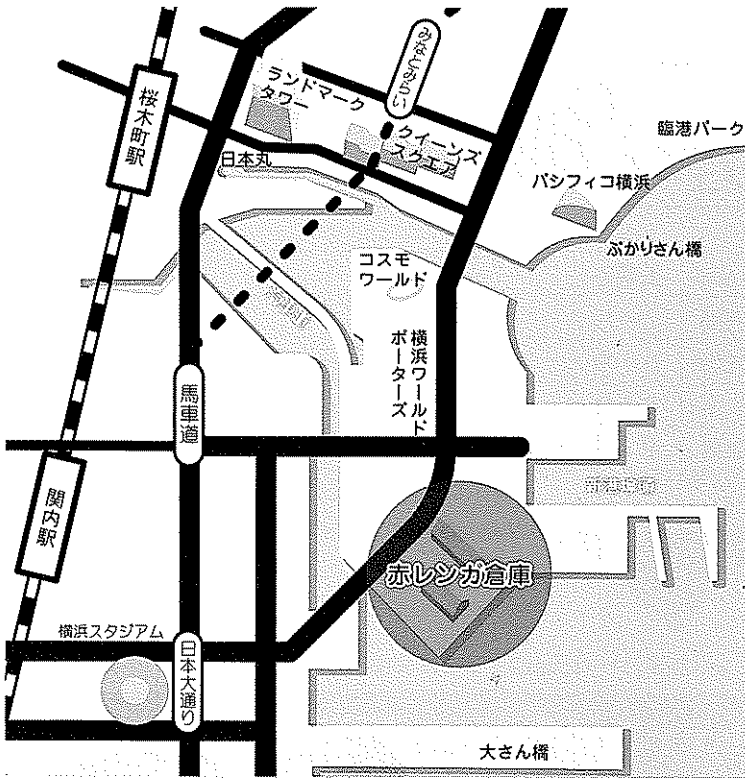 みなとみらい
ランドマーク
タワー
桜木町駅
クイーンズ
スクエア
臨港パーク
日本丸
パシフィコ横浜
ぷかりさん橋
コスモ
ワールド
横浜ワールド
ポーターズ
馬車道
関内駅
赤レンガ倉庫
横浜スタジアム
日本大通り
大さん橋